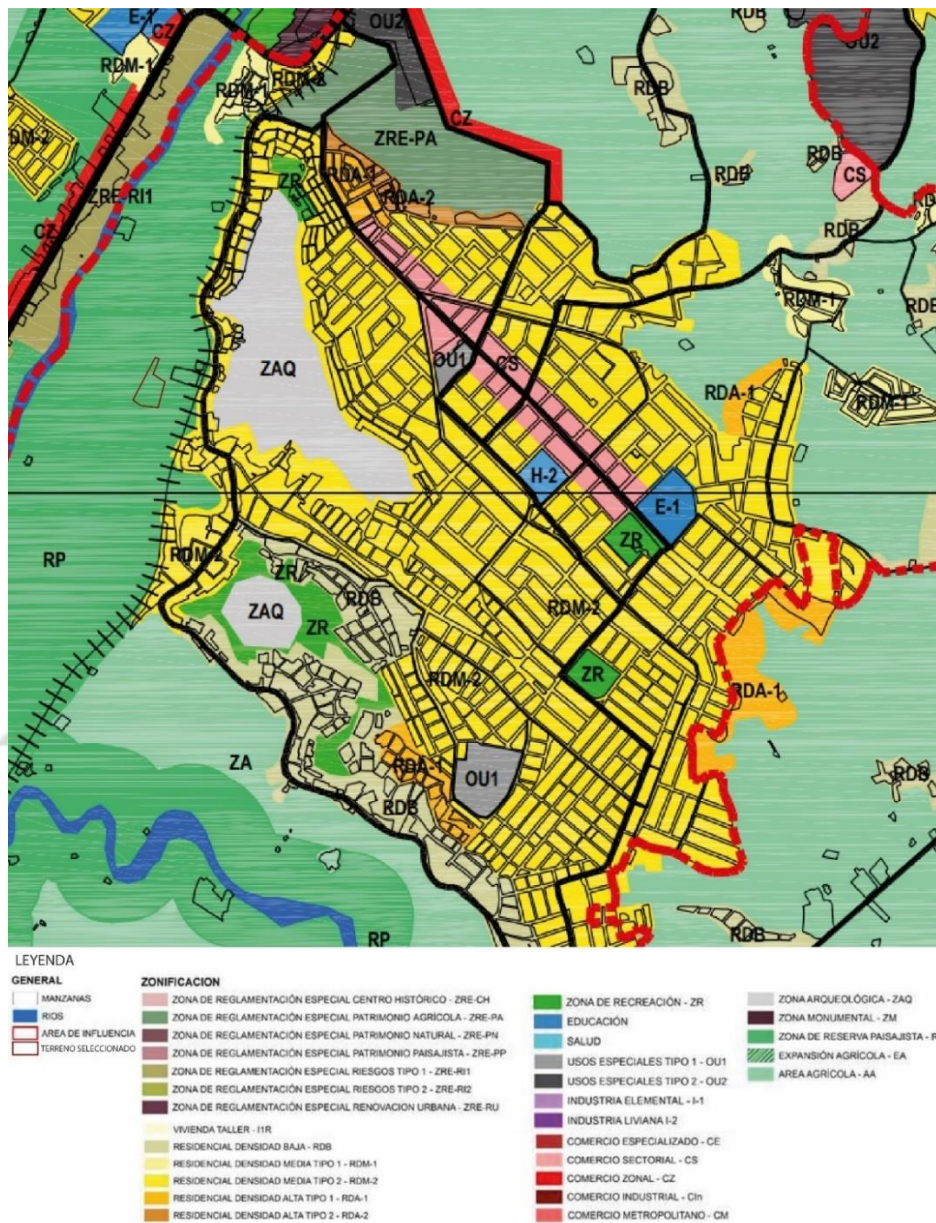 E-1
CZ
OU2
RDM-1
RDM-2
RDM-1
CZ
ZRE-PA
RDB
OU2
DM-2
ZRE-RI1
ZR
RDA-1
RDA-2
RDB
RDB
CS
RDB
CZ
RDM-1
RDB
ZAQ
OU1
CS
RDA-1
RDM-1
H-2
E-1
RP
RDM-2
ZR
ZR
RDB
ZAQ
ZR
RDM-2
RDM-2
ZR
RDA-1
ZA
RDA-1
OU1
RDB
RDB
RP
RDB
LEYENDA
GENERAL
MANZANAS
RIOS
AREA DE INFLUENCIA
TERRENO SELECCIONADO
ZONIFICACION
ZONA DE REGLAMENTACIÓN ESPECIAL CENTRO HISTÓRICO - ZRE-CH
ZONA DE REGLAMENTACIÓN ESPECIAL PATRIMONIO AGRÍCOLA - ZRE-PA
ZONA DE REGLAMENTACIÓN ESPECIAL PATRIMONIO NATURAL - ZRE-PN
ZONA DE REGLAMENTACIÓN ESPECIAL PATRIMONIO PAISAJISTA - ZRE-PP
ZONA DE REGLAMENTACIÓN ESPECIAL RIESGOS TIPO 1 - ZRE-RI1
ZONA DE REGLAMENTACIÓN ESPECIAL RIESGOS TIPO 2 - ZRE-RI2
ZONA DE REGLAMENTACIÓN ESPECIAL RENOVACION URBANA - ZRE-RU
VIVIENDA TALLER - I1R
RESIDENCIAL DENSIDAD BAJA - RDB
RESIDENCIAL DENSIDAD MEDIA TIPO 1 - RDM-1
RESIDENCIAL DENSIDAD MEDIA TIPO 2 - RDM-2
RESIDENCIAL DENSIDAD ALTA TIPO 1 - RDA-1
RESIDENCIAL DENSIDAD ALTA TIPO 2 - RDA-2
ZONA DE RECREACIÓN - ZR
EDUCACIÓN
SALUD
USOS ESPECIALES TIPO 1 - OU1
USOS ESPECIALES TIPO 2 - OU2
INDUSTRIA ELEMENTAL - I-1
INDUSTRIA LIVIANA I-2
COMERCIO ESPECIALIZADO - CE
COMERCIO SECTORIAL - CS
COMERCIO ZONAL - CZ
COMERCIO INDUSTRIAL - CIn
COMERCIO METROPOLITANO - CM
ZONA ARQUEOLÓGICA - ZAQ
ZONA MONUMENTAL - ZM
ZONA DE RESERVA PAISAJISTA - R
EXPANSIÓN AGRÍCOLA - EA
AREA AGRÍCOLA - AA